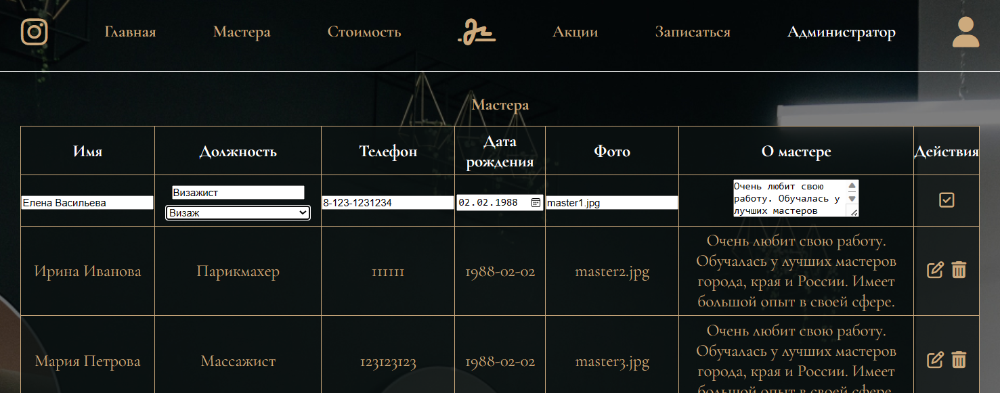 Главная Мастера Стоимость Акции Записаться Администратор
Мастера
Имя Должность Телефон Дата рождения Фото О мастере Действия
Елена Васильева
Визажист
Визаж
8-123-1231234
02.02.1988
master1.jpg
Очень любит свою
работу. Обучалась у
лучших мастеров
Ирина Иванова
Парикмахер
111111
1988-02-02
master2.jpg
Очень любит свою работу.
Обучалась у лучших мастеров
города, края и России. Имеет
большой опыт в своей сфере.
Мария Петрова
Массажист
123123123
1988-02-02
master3.jpg
Очень любит свою работу.
Обучалась у лучших мастеров
города, края и России. Имеет
большой опыт в своей сфере.